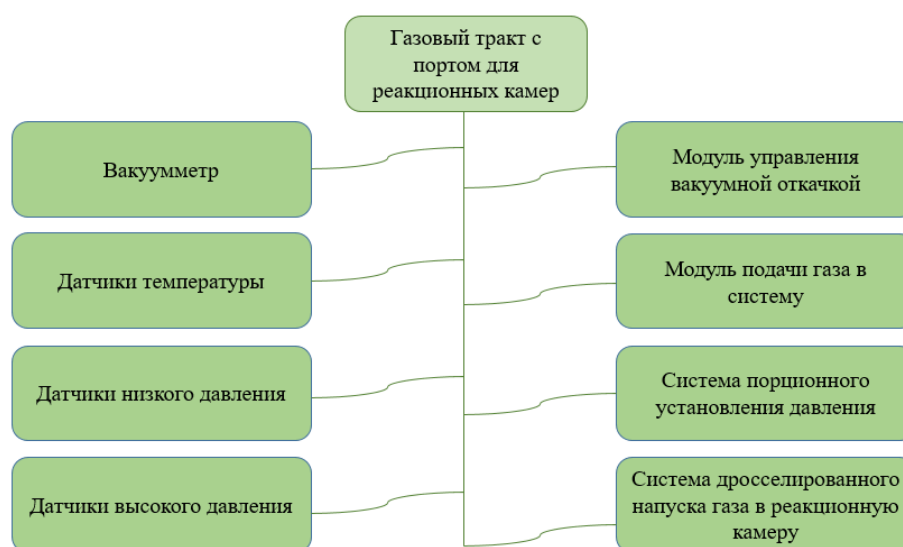 Газовый тракт с
портом для
реакционных камер
Вакуумметр
Модуль управления
вакуумной откачкой
Датчики температуры
Модуль подачи газа в
систему
Датчики низкого давления
Система порционного
установления давления
Датчики высокого давления
Система дросселированного
напуска газа в реакционную
камеру